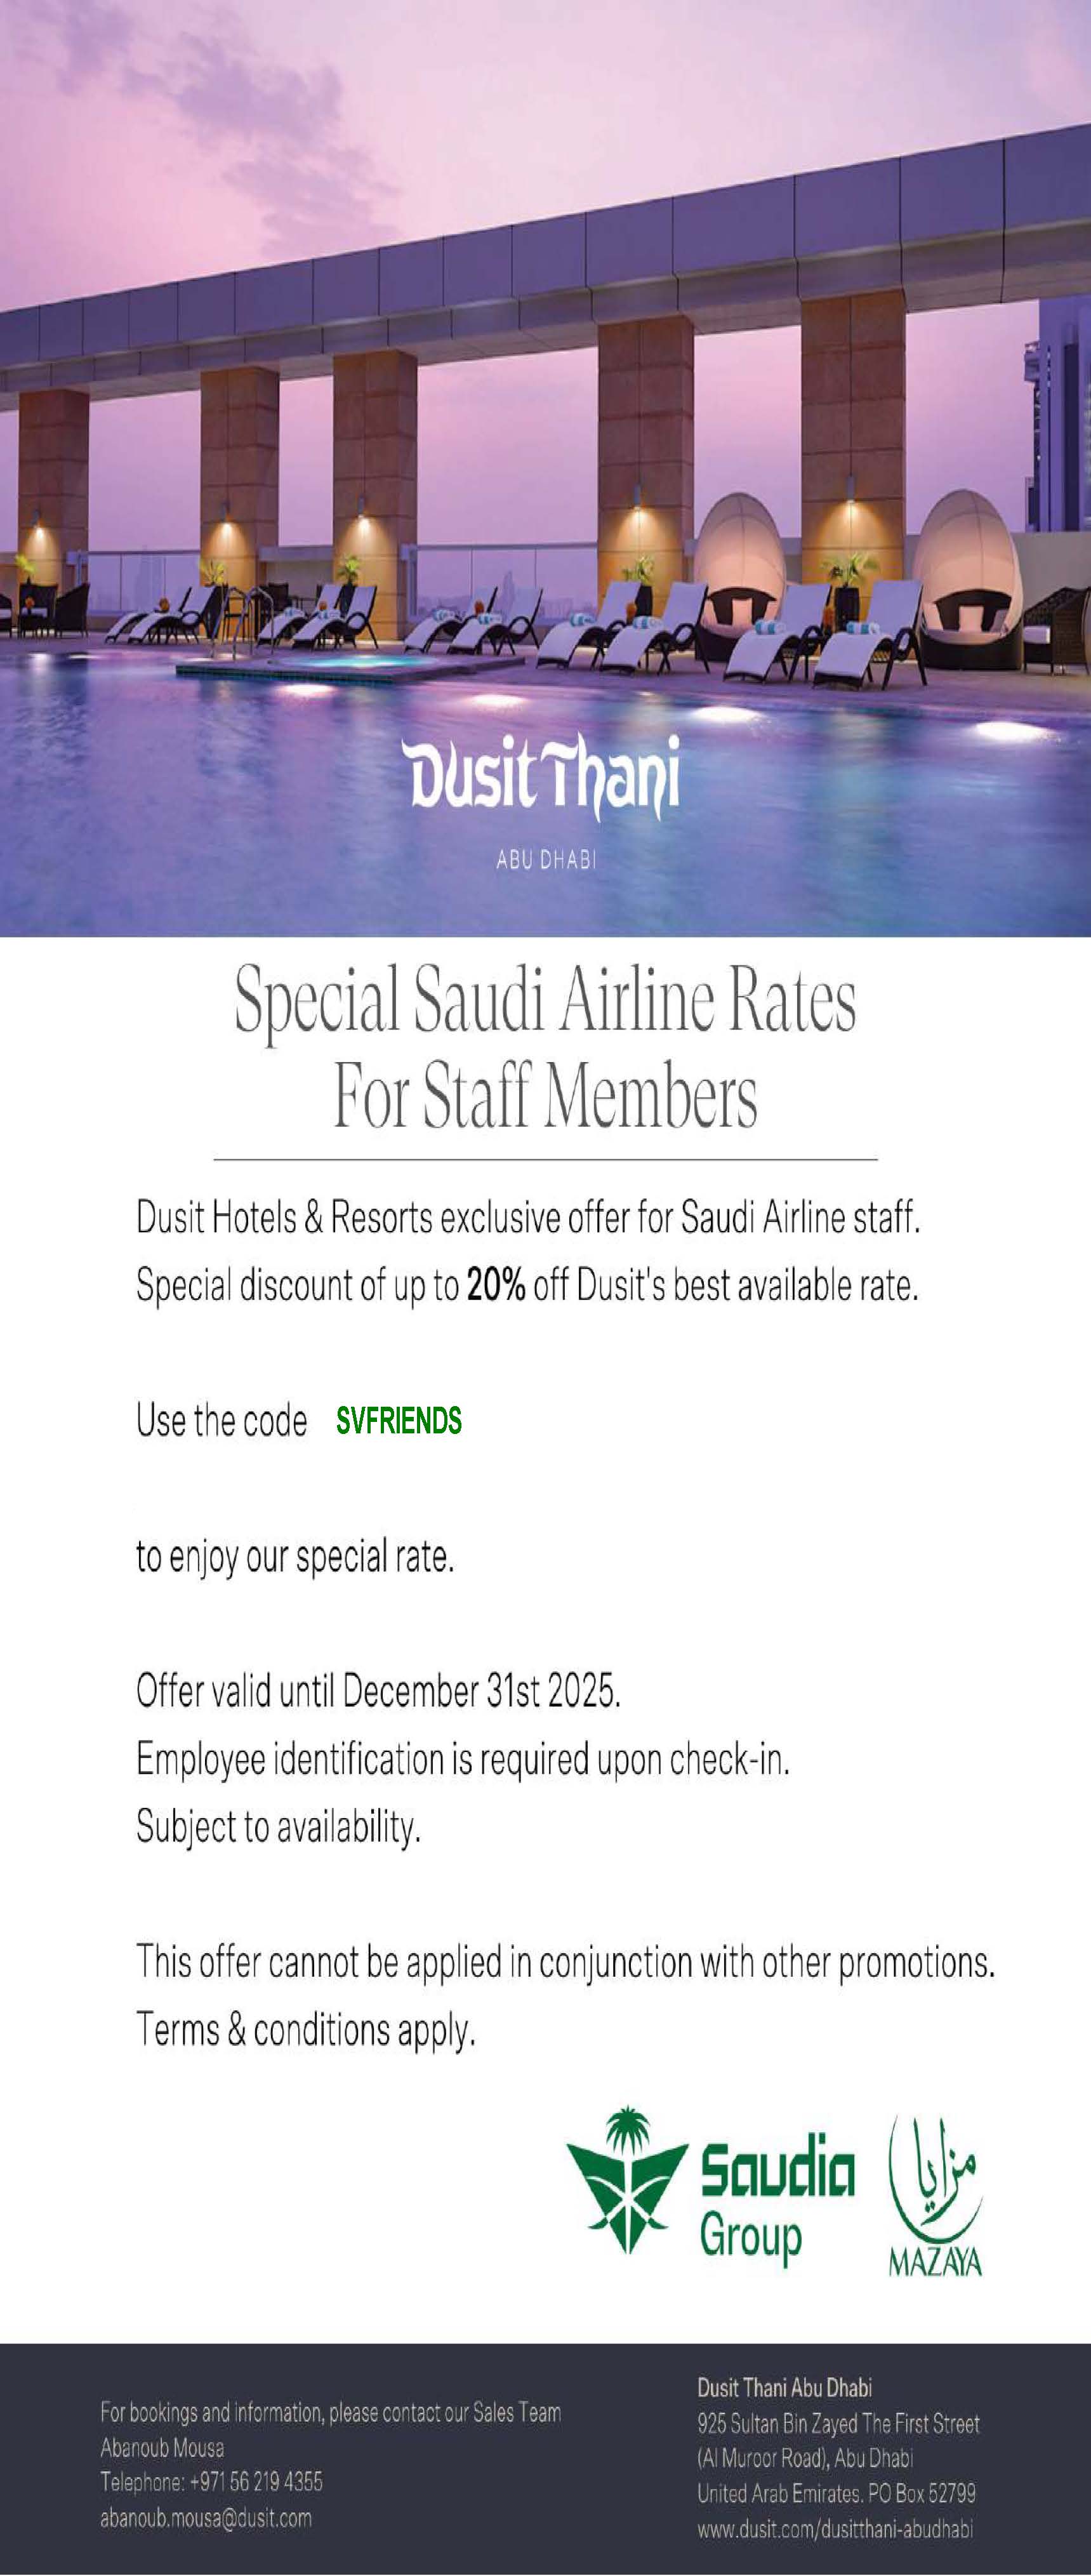 Dusit Thani
ABU DHABI
Special Saudi Airline Rates
For Staff Members
Dusit Hotels & Resorts exclusive offer for Saudi Airline staff.
Special discount of up to 20% off Dusit's best available rate.
Use the code SVFRIENDS
to enjoy our special rate.
Offer valid until December 31st 2025.
Employee identification is required upon check-in.
Subject to availability.
This offer cannot be applied in conjunction with other promotions.
Terms & conditions apply.
Saudia
Group
مزايا
MAZAYA
For bookings and information, please contact our Sales Team
Abanoub Mousa
Telephone: +971 56 219 4355
abanoub.mousa@dusit.com
Dusit Thani Abu Dhabi
925 Sultan Bin Zayed The First Street
(Al Muroor Road), Abu Dhabi
United Arab Emirates. PO Box 52799
www.dusit.com/dusitthani-abudhabi